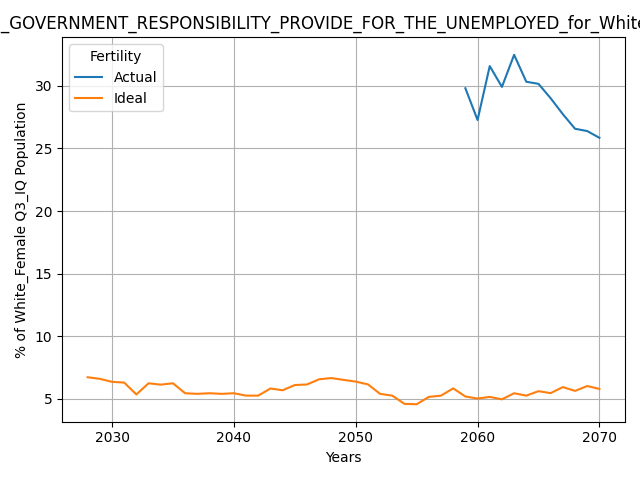 _GOVERNMENT_RESPONSIBILITY_PROVIDE_FOR_THE_UNEMPLOYED_for_White
Fertility
Actual
Ideal
% of White_Female Q3_IQ Population
30
25
20
15
10
5
2030 2040 2050 2060 2070
Years